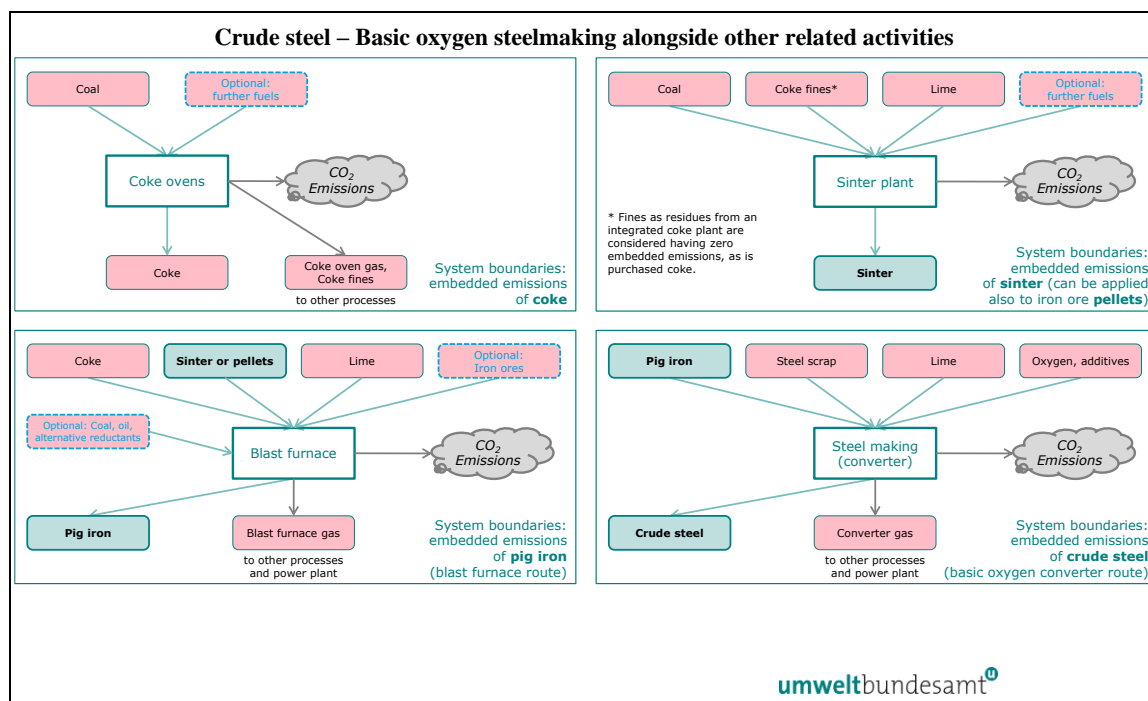 Crude steel – Basic oxygen steelmaking alongside other related activities
Coal
Optional:
further fuels
Coke ovens
CO2
Emissions
Coke
Coke oven gas,
Coke fines
to other processes
System boundaries:
embedded emissions
of coke
Coal
Coke fines*
Lime
Optional:
further fuels
Sinter plant
CO2
Emissions
* Fines as residues from an
integrated coke plant are
considered having zero
embedded emissions, as is
purchased coke.
Sinter
System boundaries:
embedded emissions
of sinter (can be applied
also to iron ore pellets)
Coke
Sinter or pellets
Lime
Optional:
Iron ores
Optional: Coal, oil,
alternative reductants
Blast furnace
CO2
Emissions
Pig iron
Blast furnace gas
to other processes
and power plant
System boundaries:
embedded emissions
of pig iron
(blast furnace route)
Pig iron
Steel scrap
Lime
Oxygen, additives
Steel making
(converter)
CO2
Emissions
Crude steel
Converter gas
to other processes
and power plant
System boundaries:
embedded emissions
of crude steel
(basic oxygen converter route)
umweltbundesamt u